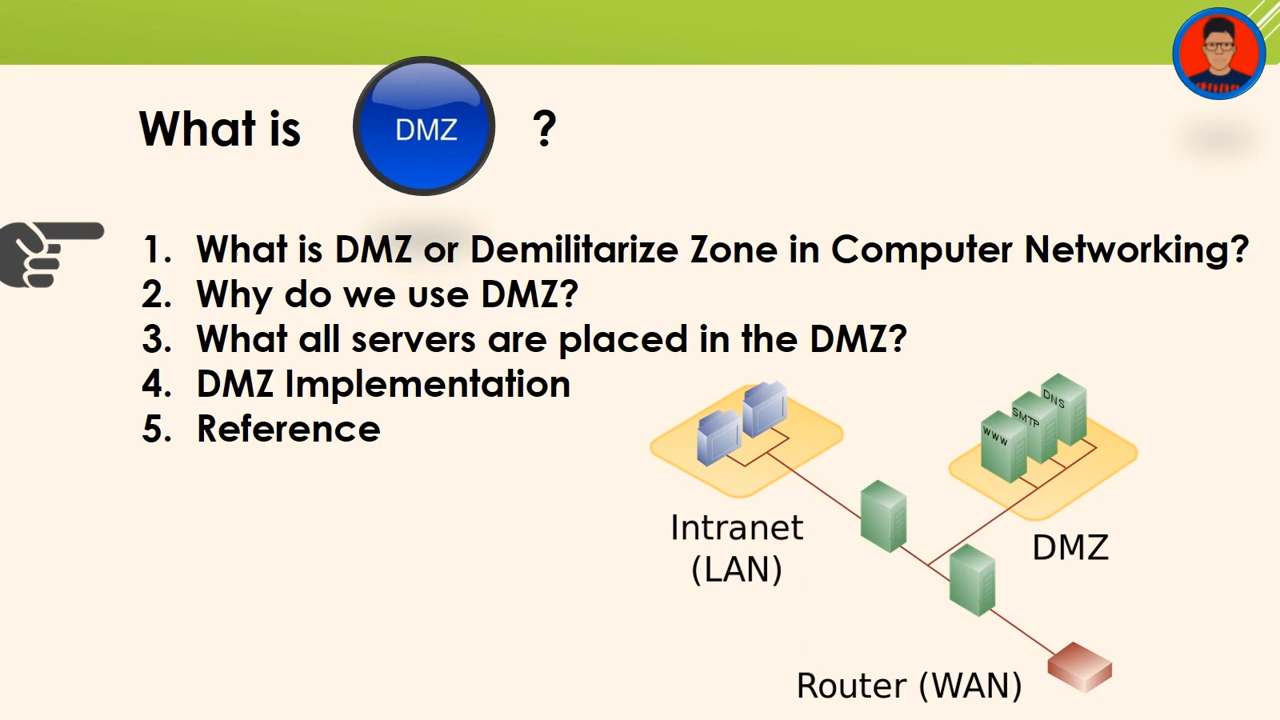 What is DMZ ?
1. What is DMZ or Demilitarize Zone in Computer Networking?
2. Why do we use DMZ?
3. What all servers are placed in the DMZ?
4. DMZ Implementation
5. Reference
DNS
SMTP
WWW
Intranet
(LAN)
DMZ
Router (WAN)